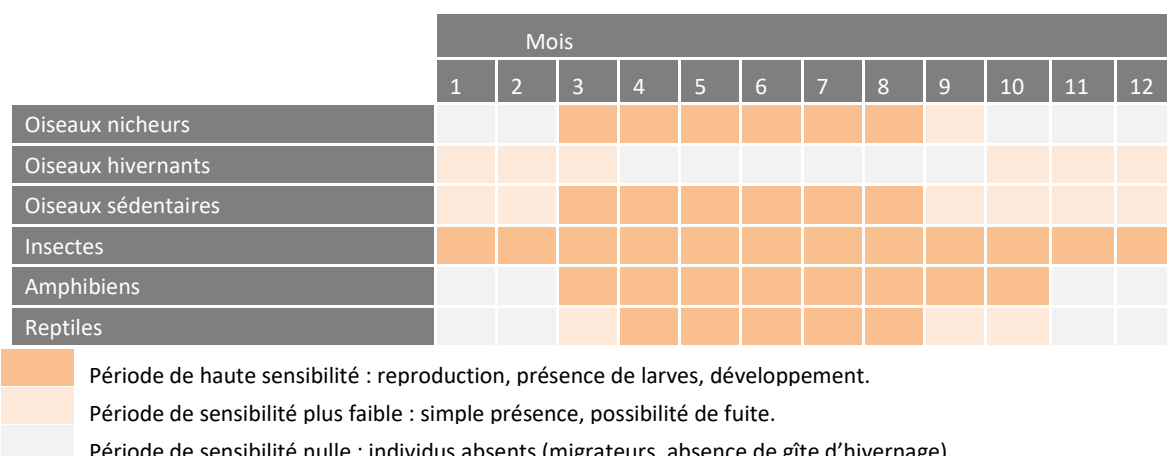 Mois
1 2 3 4 5 6 7 8 9 10 11 12
Oiseaux nicheurs
Oiseaux hivernants
Oiseaux sédentaires
Insectes
Amphibiens
Reptiles
Période de haute sensibilité : reproduction, présence de larves, développement.
Période de sensibilité plus faible : simple présence, possibilité de fuite.
Période de sensibilité nulle : individus absents (migrateurs, absence de gîte d’hivernage)